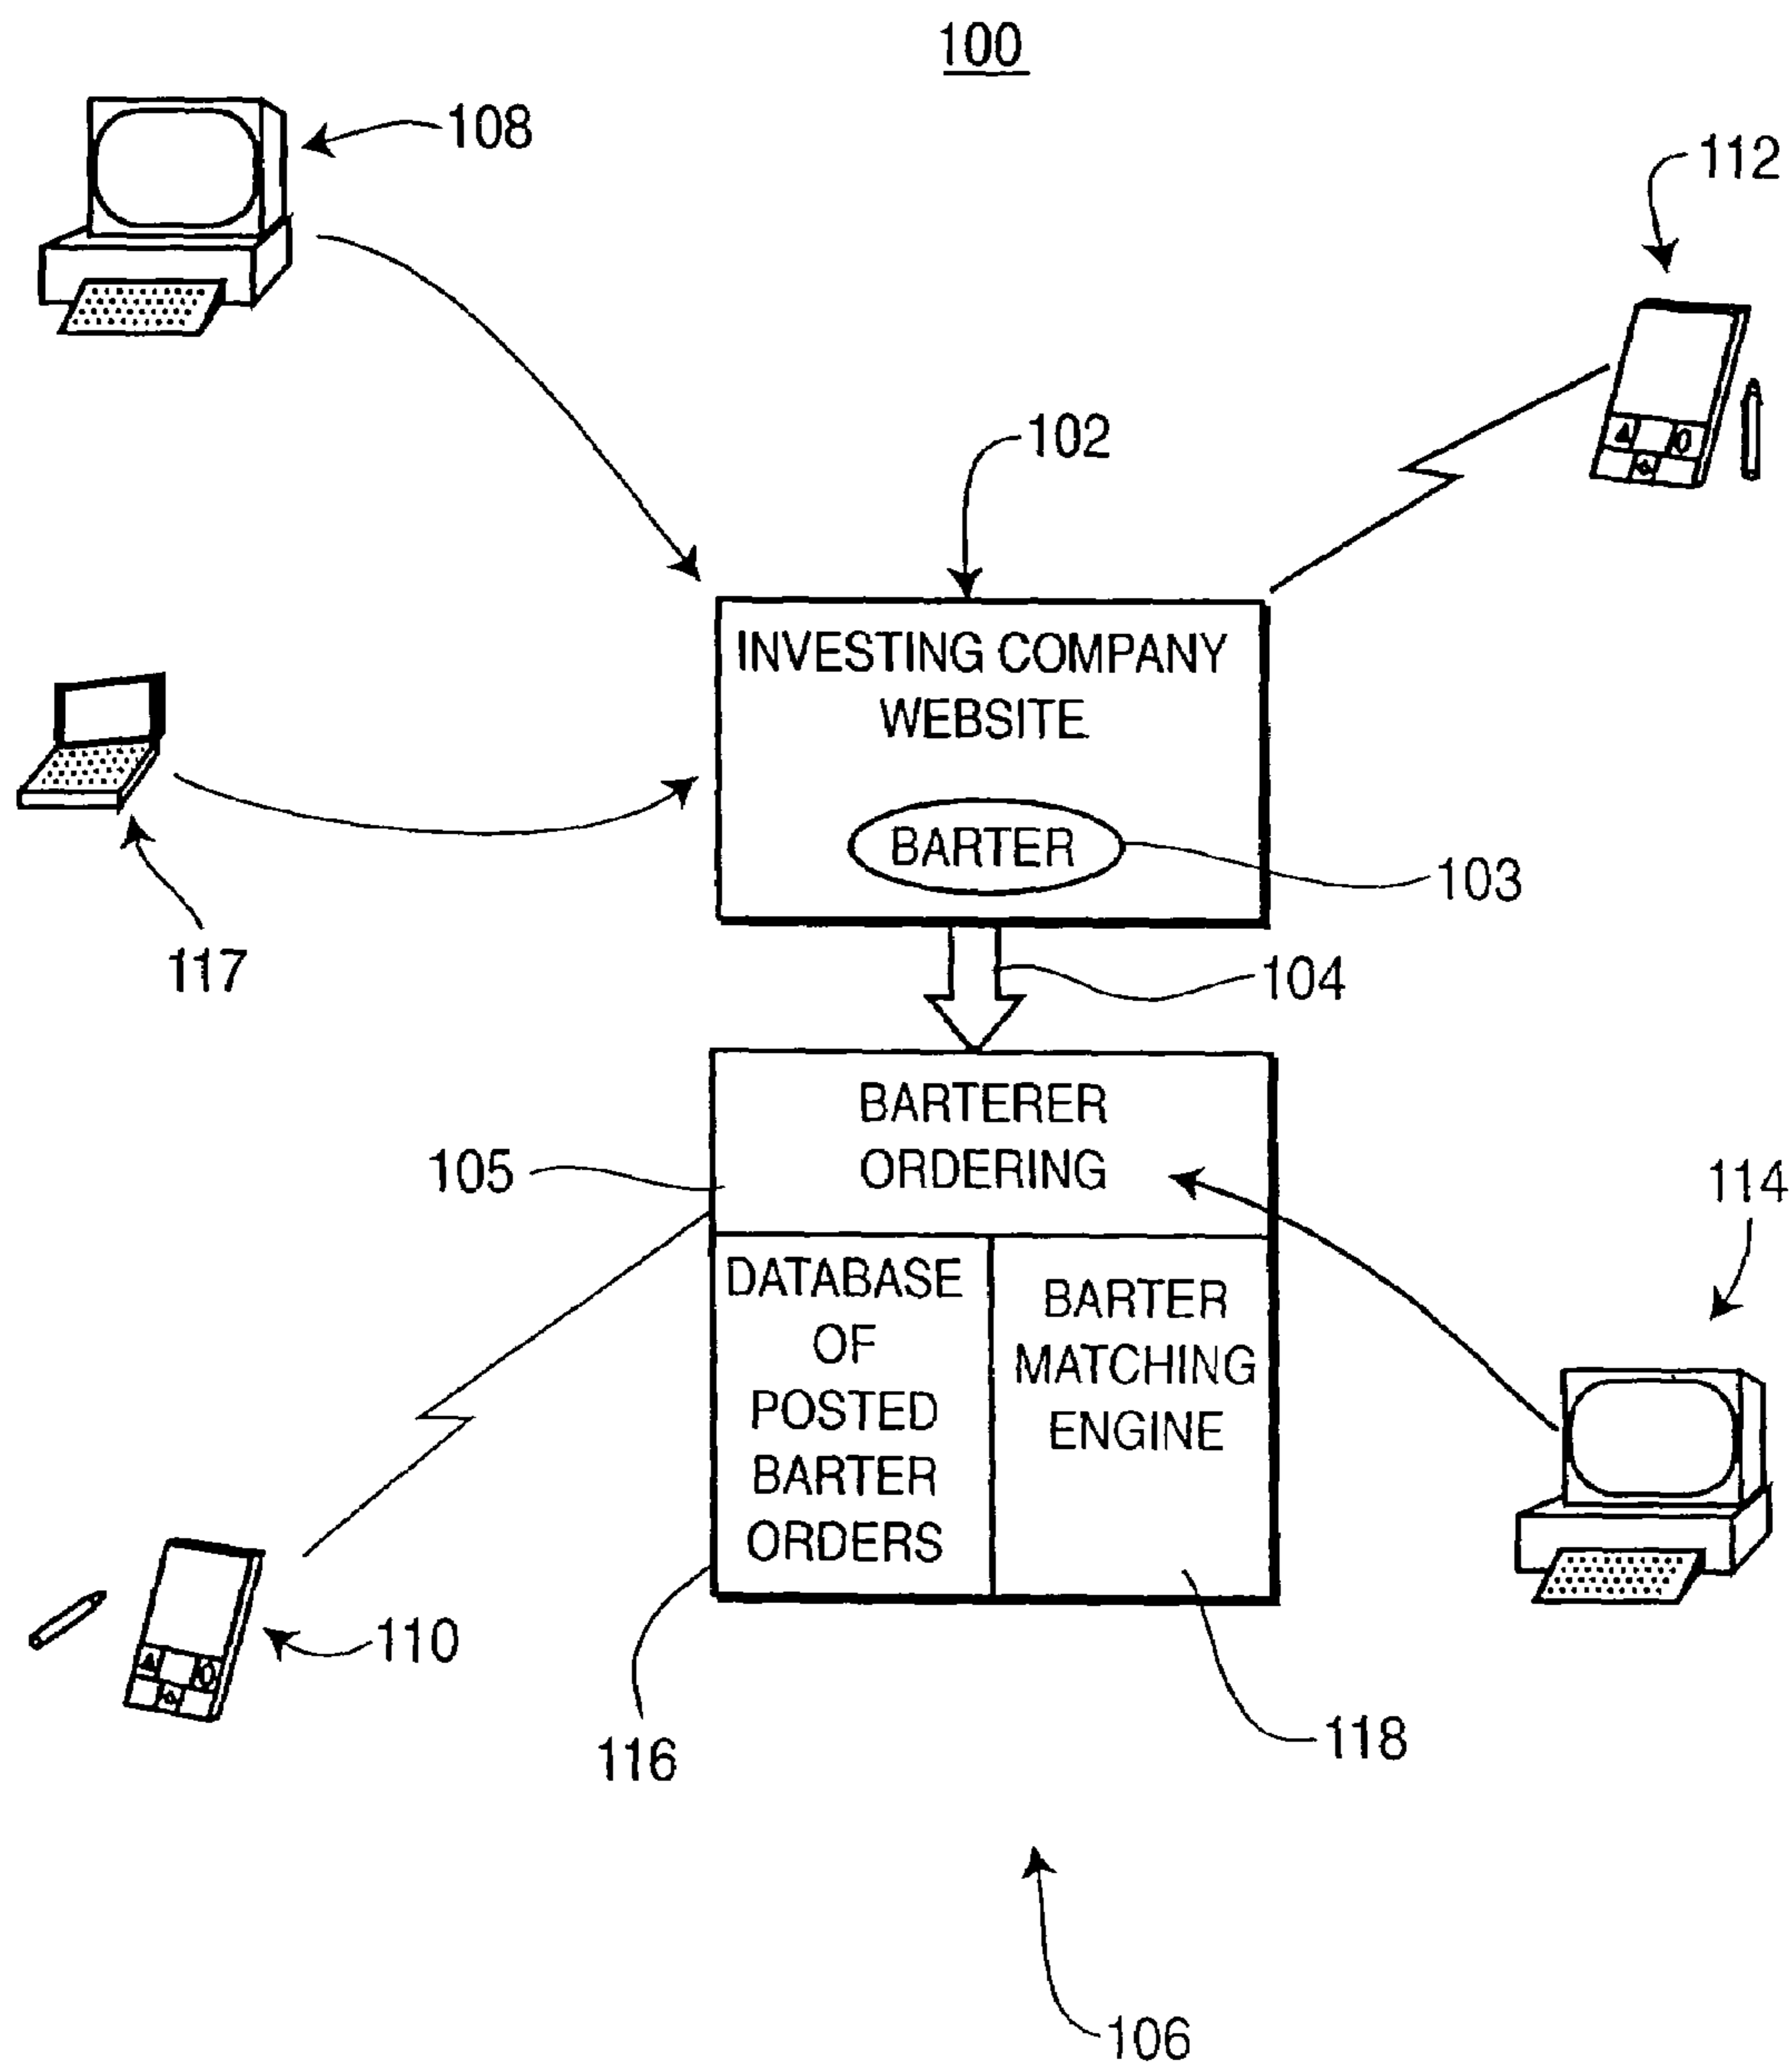 100
108
112
102
INVESTING COMPANY
WEBSITE
BARTER
103
117
104
BARTERER
ORDERING
105
114
DATABASE
OF
POSTED
BARTER
ORDERS
BARTER
MATCHING
ENGINE
110
116
118
106